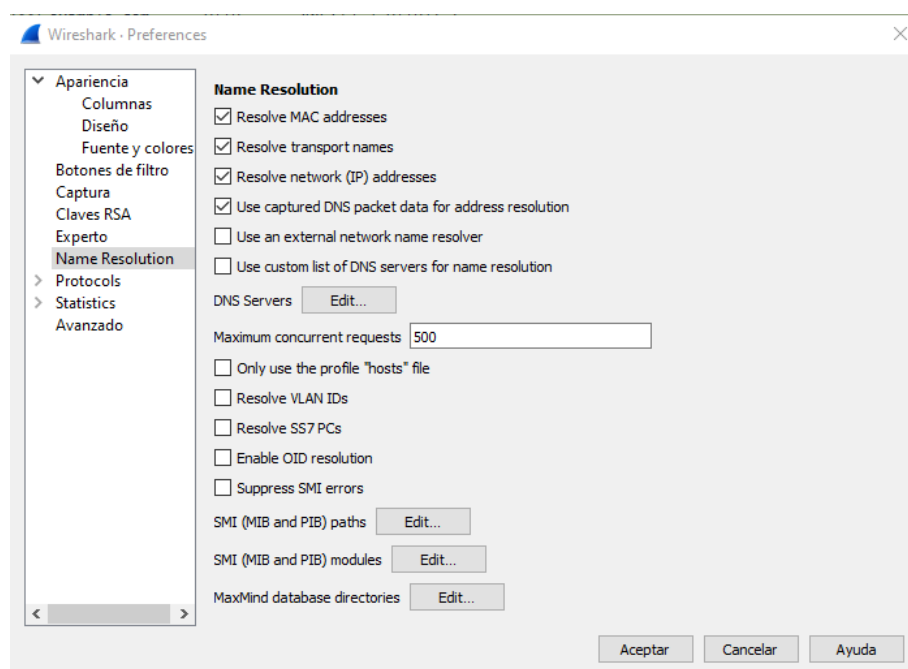 Wireshark · Preferences
Apariencia
Columnas
Diseño
Fuente y colores
Botones de filtro
Captura
Claves RSA
Experto
Name Resolution
Protocols
Statistics
Avanzado
Name Resolution
Resolve MAC addresses
Resolve transport names
Resolve network (IP) addresses
Use captured DNS packet data for address resolution
Use an external network name resolver
Use custom list of DNS servers for name resolution
DNS Servers Edit...
Maximum concurrent requests 500
Only use the profile "hosts" file
Resolve VLAN IDs
Resolve SS7 PCs
Enable OID resolution
Suppress SMI errors
SMI (MIB and PIB) paths Edit...
SMI (MIB and PIB) modules Edit...
MaxMind database directories Edit...
Aceptar Cancelar Ayuda